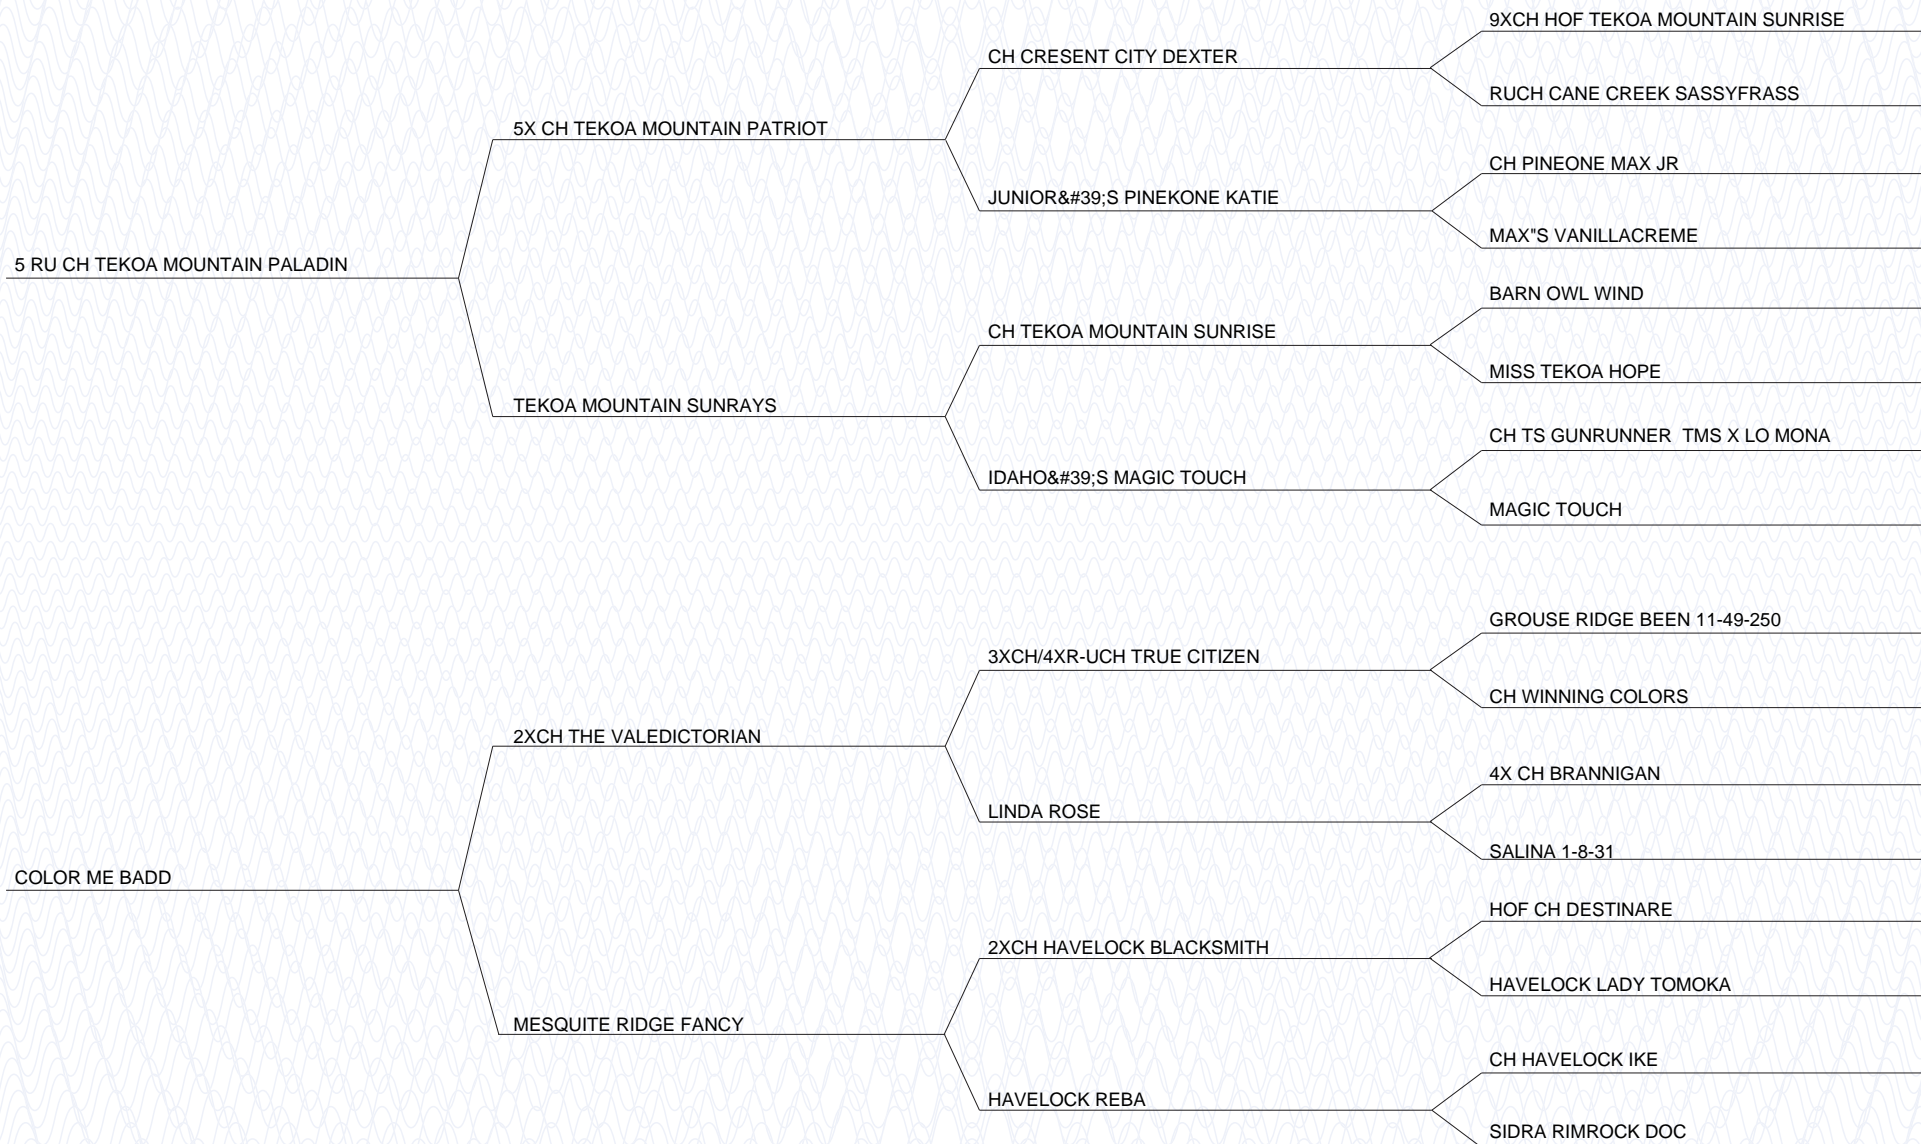 9XCH HOF TEKOA MOUNTAIN SUNRISE
CH CRESENT CITY DEXTER
RUCH CANE CREEK SASSYFRASS
5X CH TEKOA MOUNTAIN PATRIOT
CH PINEONE MAX JR
JUNIOR&#39;S PINEKONE KATIE
MAX"S VANILLACREME
5 RU CH TEKOA MOUNTAIN PALADIN
BARN OWL WIND
CH TEKOA MOUNTAIN SUNRISE
MISS TEKOA HOPE
TEKOA MOUNTAIN SUNRAYS
CH TS GUNRUNNER  TMS X LO MONA
IDAHO&#39;S MAGIC TOUCH
MAGIC TOUCH
GROUSE RIDGE BEEN 11-49-250
3XCH/4XR-UCH TRUE CITIZEN
CH WINNING COLORS
2XCH THE VALEDICTORIAN
4X CH BRANNIGAN
LINDA ROSE
SALINA 1-8-31
COLOR ME BADD
HOF CH DESTINARE
2XCH HAVELOCK BLACKSMITH
HAVELOCK LADY TOMOKA
MESQUITE RIDGE FANCY
CH HAVELOCK IKE
HAVELOCK REBA
SIDRA RIMROCK DOC